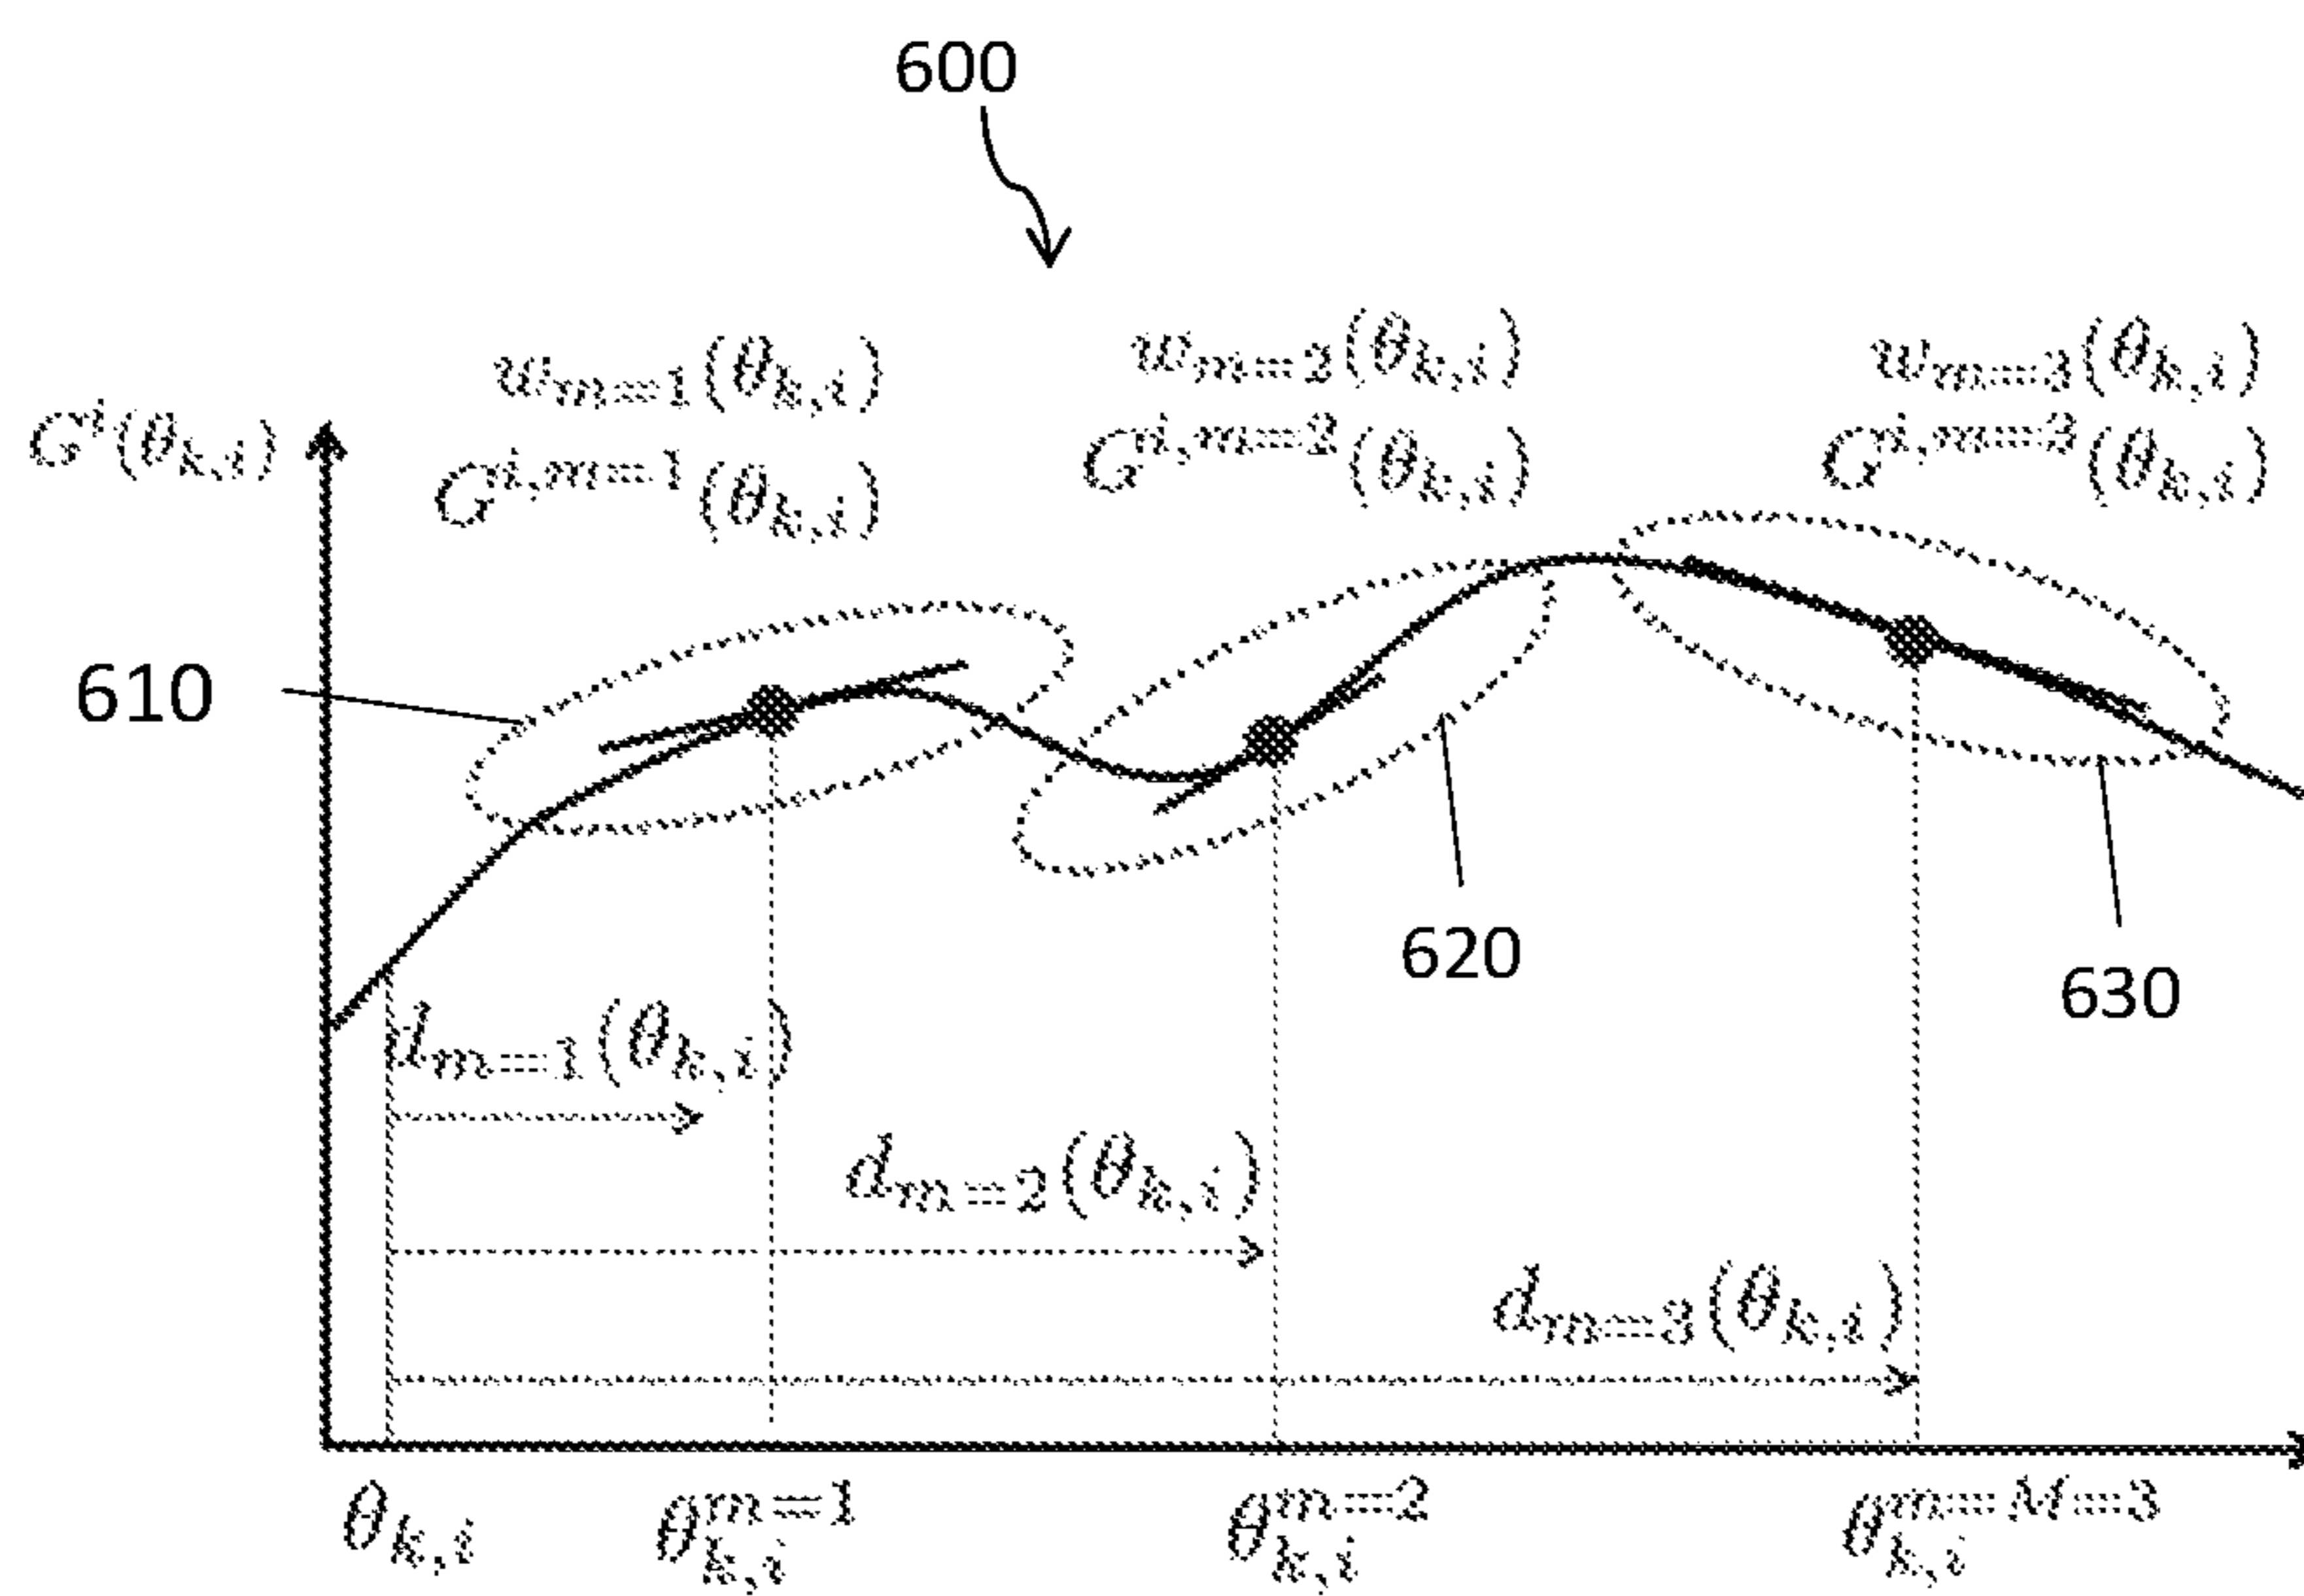 600
w_{m=1}(θ_{k,i})
w_{m=2}(θ_{k,i})
w_{m=3}(θ_{k,i})
G^i(θ_{k,i})
G^{i,m=1}(θ_{k,i})
G^{i,m=2}(θ_{k,i})
G^{i,m=3}(θ_{k,i})
610
620
630
d_{m=1}(θ_{k,i})
d_{m=2}(θ_{k,i})
d_{m=3}(θ_{k,i})
θ_{k,i}
θ_{k,i}^{m=1}
θ_{k,i}^{m=2}
θ_{k,i}^{m=M=3}